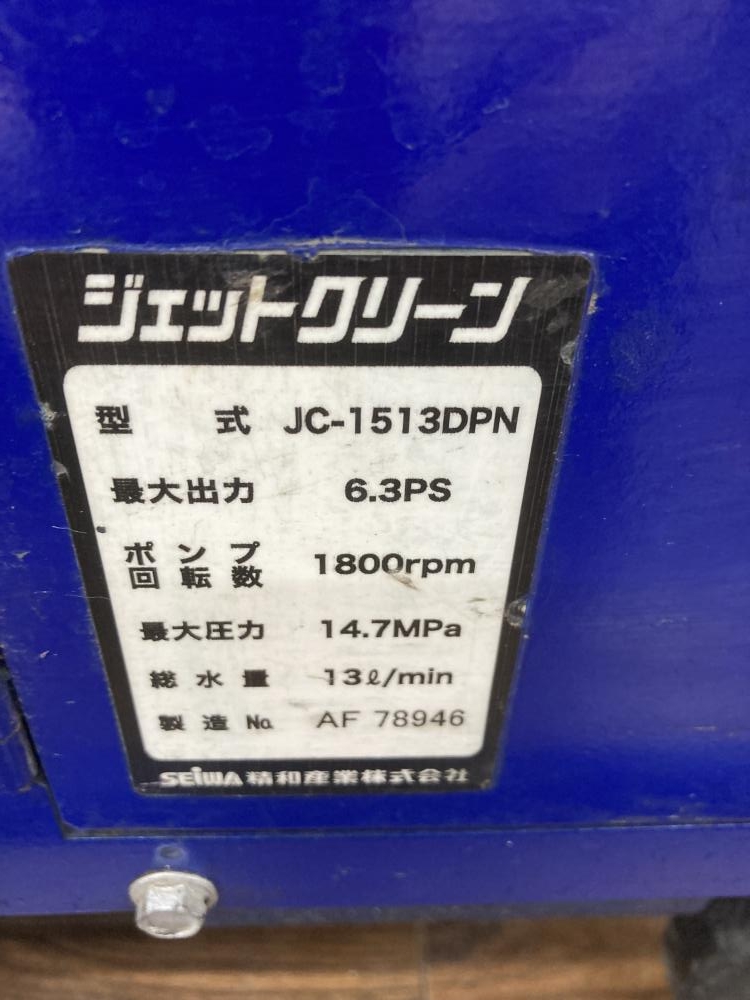 ジェットクリーン
型式 JC-1513DPN
最大出力 6.3PS
ポンプ回転数 1800rpm
最大圧力 14.7MPa
総水量 13ℓ/min
製造№ AF 78946
SEIWA 精和産業株式会社